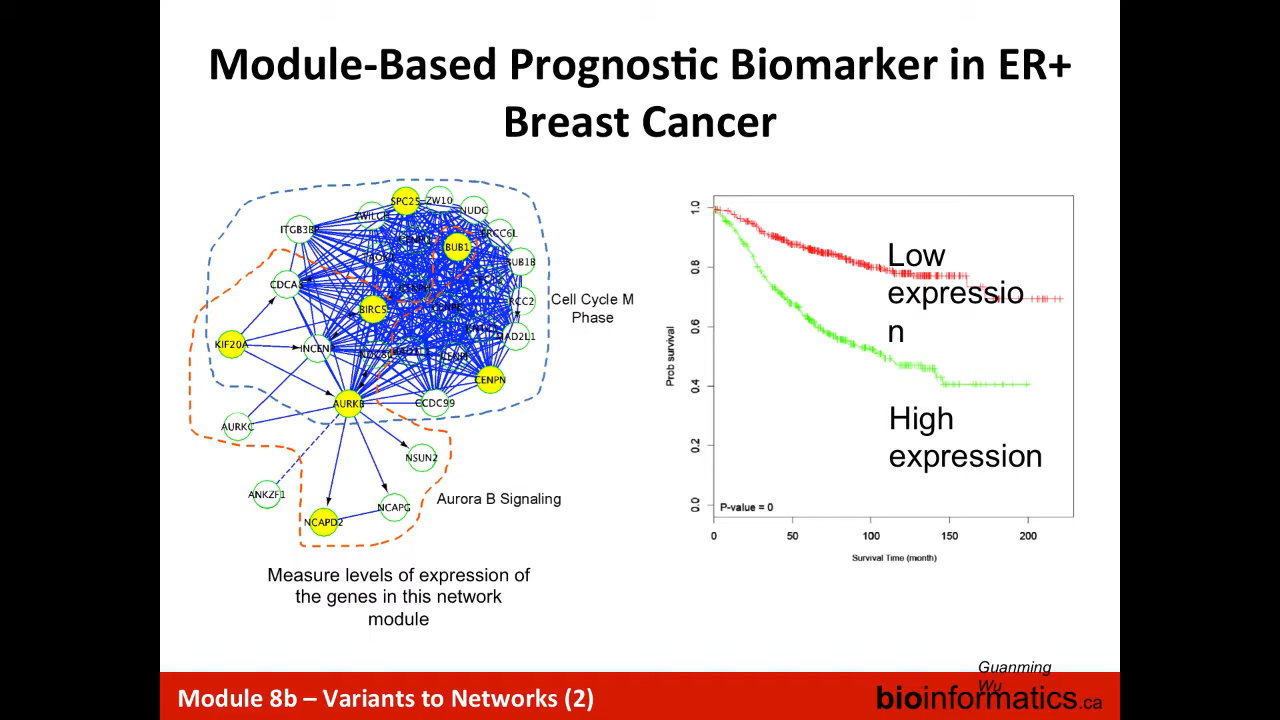 Module-Based Prognostic Biomarker in ER+
Breast Cancer
SPC25
ZW10
NUDC
ITGB3BP
ERCC6L
BUB1
BUB1B
CDCA8
BIRC5
RCC2
MAD2L1
KIF20A
INCENP
CENPN
AURKB
CCDC99
AURKC
NSUN2
ANKZF1
NCAPG
NCAPD2
Cell Cycle M
Phase
Aurora B Signaling
Measure levels of expression of
the genes in this network
module
Prob survival
1.0
0.8
0.6
0.4
0.2
0.0
Low
expressio
n
High
expression
P-value = 0
0 50 100 150 200
Survival Time (month)
Guanming
Wu
Module 8b – Variants to Networks (2)
bioinformatics.ca